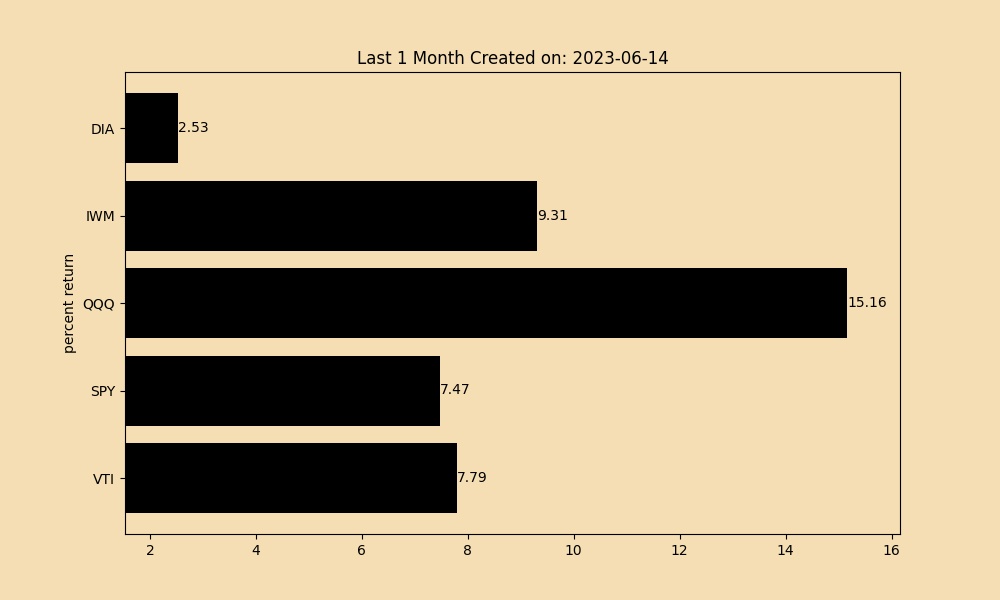 Last 1 Month Created on: 2023-06-14
percent return
DIA 2.53
IWM 9.31
QQQ 15.16
SPY 7.47
VTI 7.79
2 4 6 8 10 12 14 16